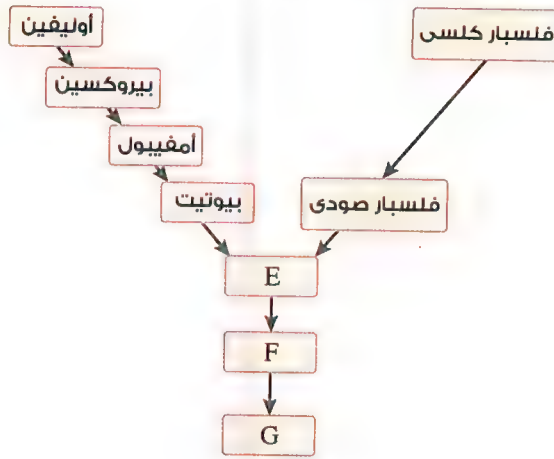 أوليفين
فلسبار كلسى
بيروكسين
أمفيبول
بيوتيت
فلسبار صودى
E
F
G